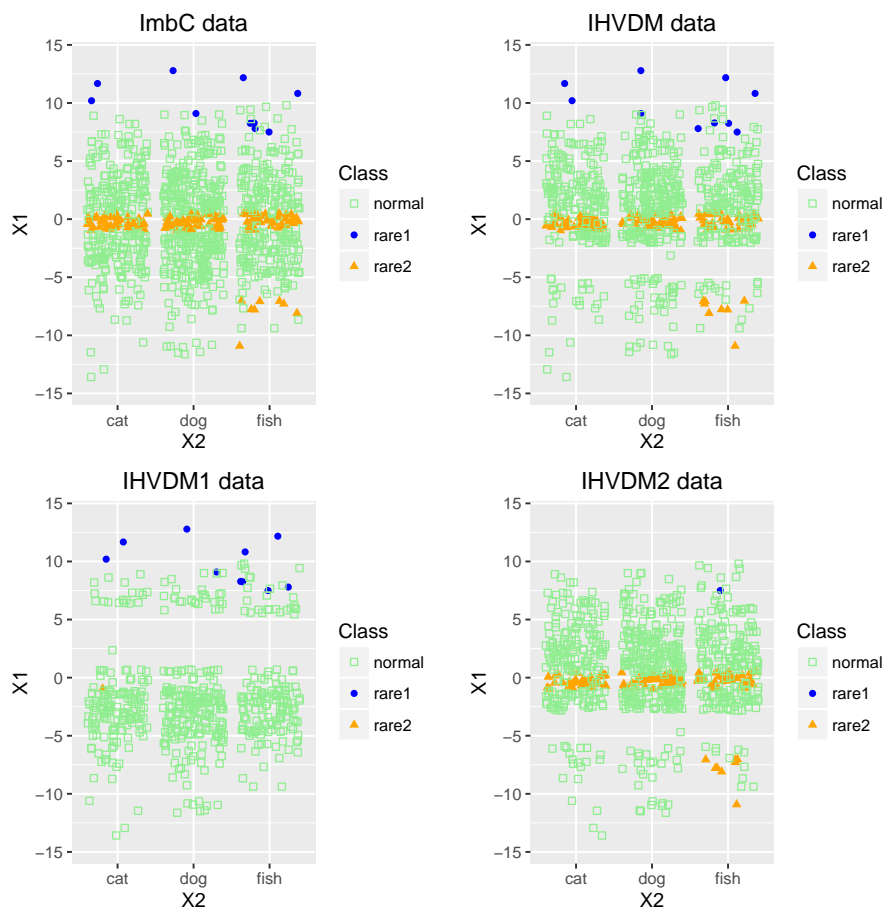 ImbC data
15
10
5
0
−5
−10
−15
X1
cat dog fish
X2
Class
normal
rare1
rare2
IHVDM data
15
10
5
0
−5
−10
−15
X1
cat dog fish
X2
Class
normal
rare1
rare2
IHVDM1 data
15
10
5
0
−5
−10
−15
X1
cat dog fish
X2
Class
normal
rare1
rare2
IHVDM2 data
15
10
5
0
−5
−10
−15
X1
cat dog fish
X2
Class
normal
rare1
rare2